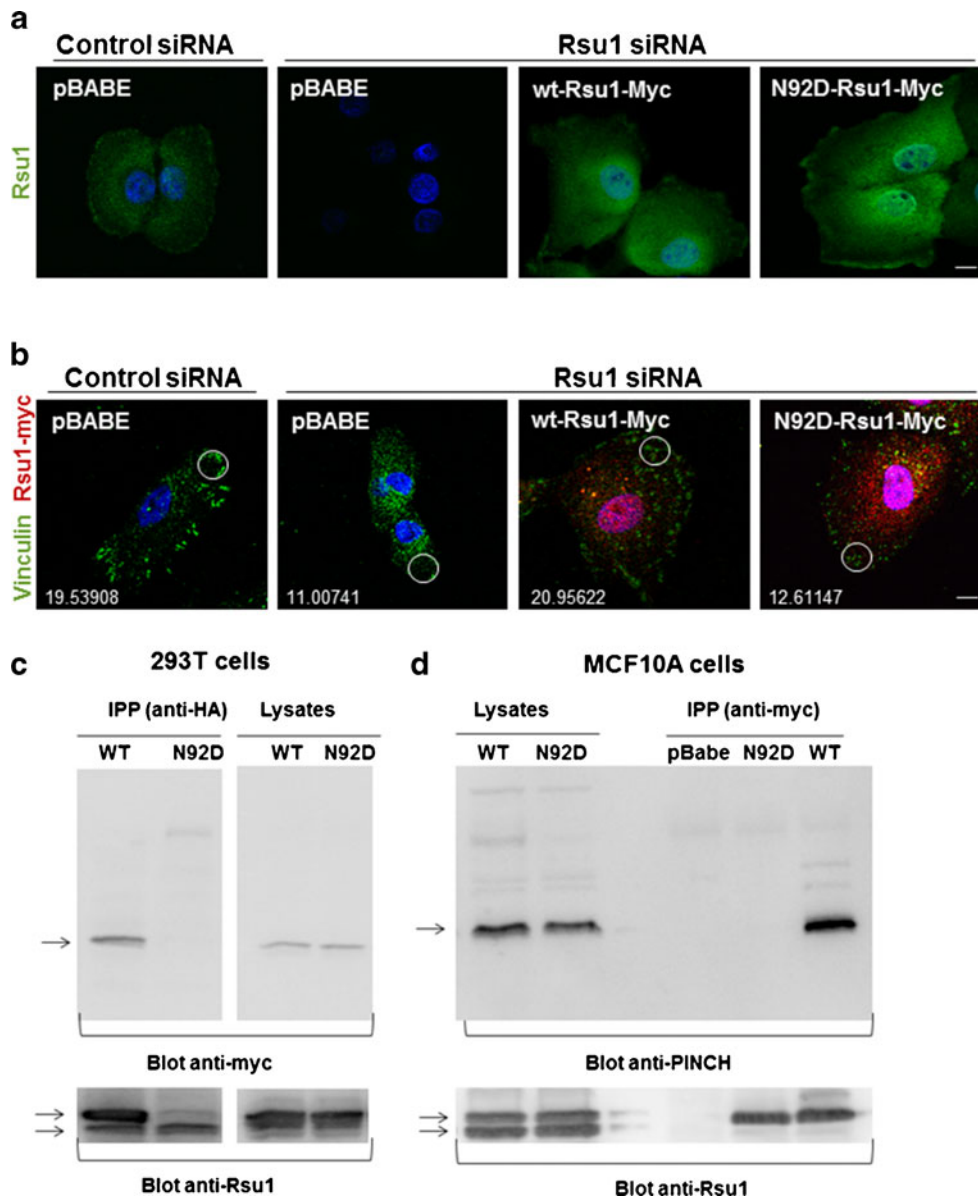 a
Control siRNA
Rsu1 siRNA
Rsu1
pBABE
pBABE
wt-Rsu1-Myc
N92D-Rsu1-Myc
b
Control siRNA
Rsu1 siRNA
Vinculin Rsu1-myc
pBABE
pBABE
wt-Rsu1-Myc
N92D-Rsu1-Myc
19.53908
11.00741
20.95622
12.61147
c
293T cells
IPP (anti-HA)
Lysates
WT
N92D
WT
N92D
Blot anti-myc
Blot anti-Rsu1
d
MCF10A cells
Lysates
IPP (anti-myc)
WT
N92D
pBabe
N92D
WT
Blot anti-PINCH
Blot anti-Rsu1